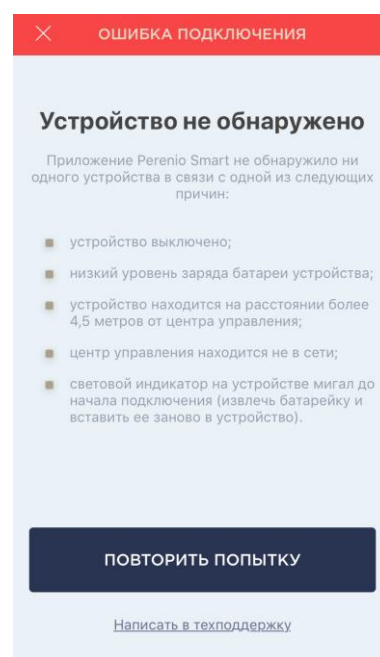 ОШИБКА ПОДКЛЮЧЕНИЯ
Устройство не обнаружено
Приложение Perenio Smart не обнаружило ни
одного устройства в связи с одной из следующих
причин:
устройство выключено;
низкий уровень заряда батареи устройства;
устройство находится на расстоянии более
4,5 метров от центра управления;
центр управления находится не в сети;
световой индикатор на устройстве мигал до
начала подключения (извлечь батарейку и
вставить ее заново в устройство).
ПОВТОРИТЬ ПОПЫТКУ
Написать в техподдержку